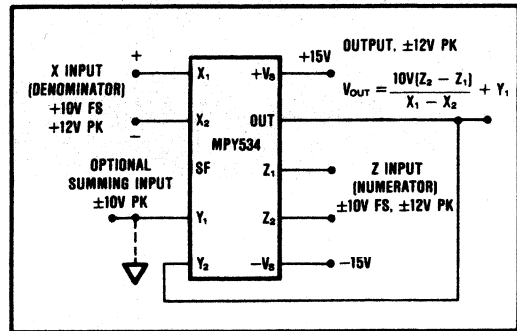 X INPUT
(DENOMINATOR)
+10V FS
+12V PK
+
−
OPTIONAL
SUMMING INPUT
±10V PK
X₁
X₂
SF
Y₁
Y₂
MPY534
+Vₛ
OUT
Z₁
Z₂
−Vₛ
+15V
OUTPUT, ±12V PK
V_OUT = 10V(Z₂ − Z₁) / (X₁ − X₂) + Y₁
Z INPUT
(NUMERATOR)
±10V FS, ±12V PK
−15V